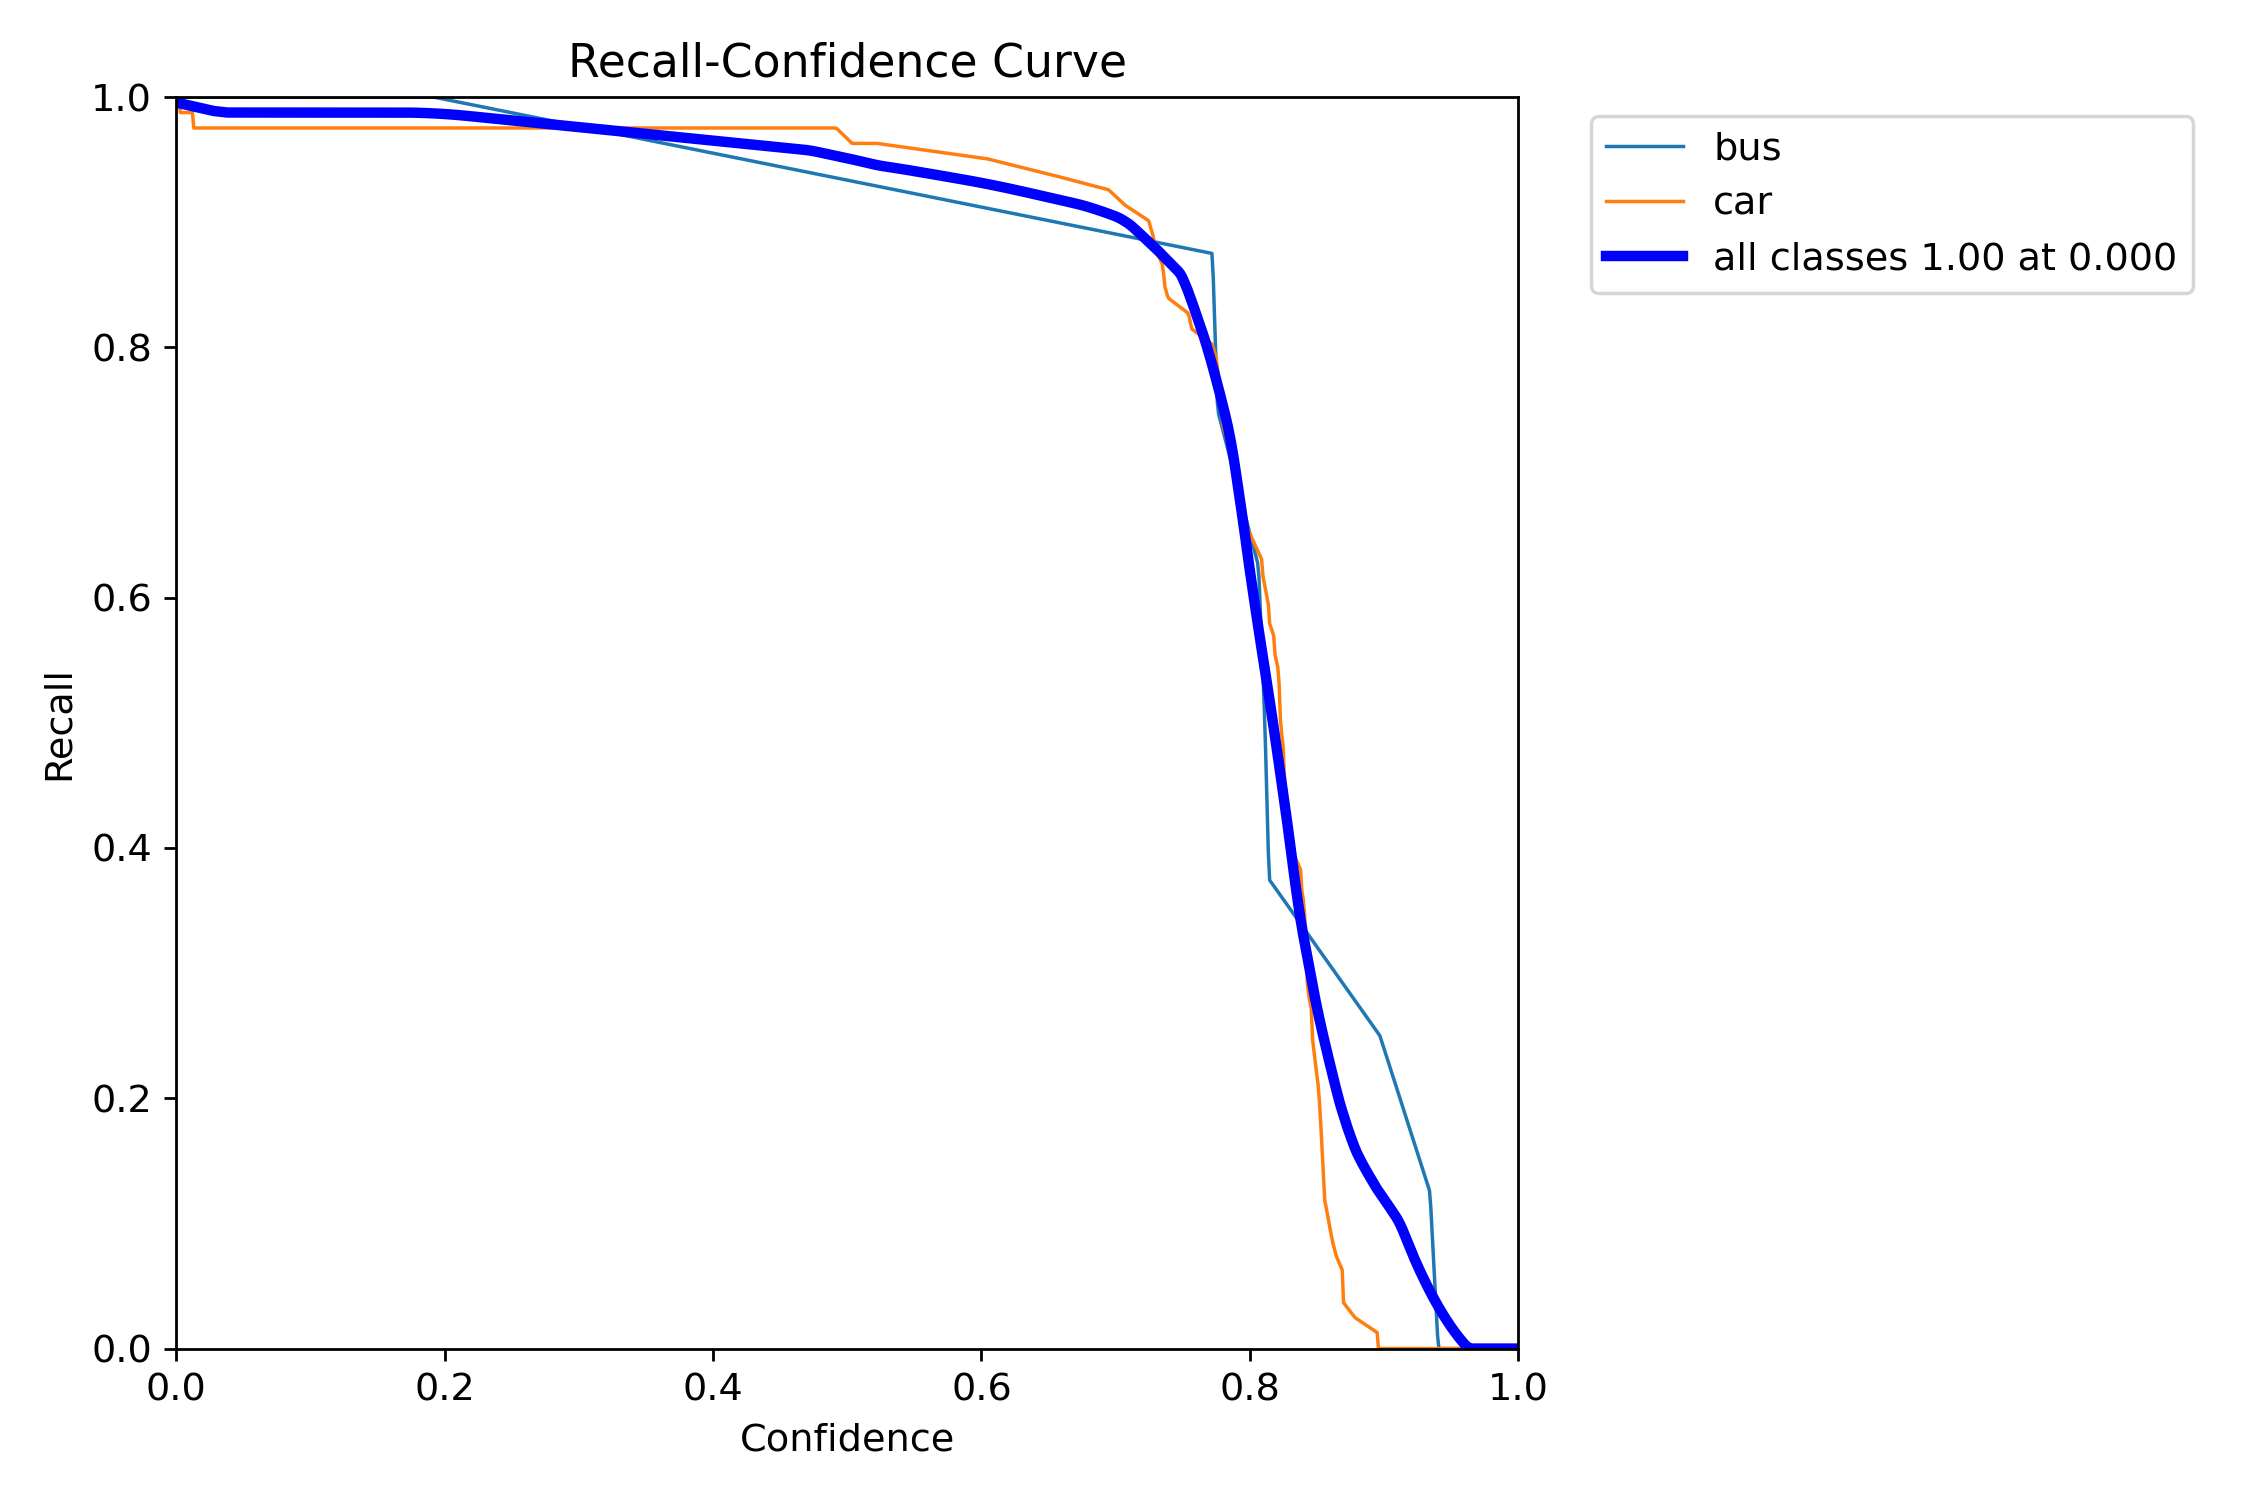 Recall-Confidence Curve
1.0
0.8
0.6
0.4
0.2
0.0
Recall
0.0 0.2 0.4 0.6 0.8 1.0
Confidence
bus
car
all classes 1.00 at 0.000